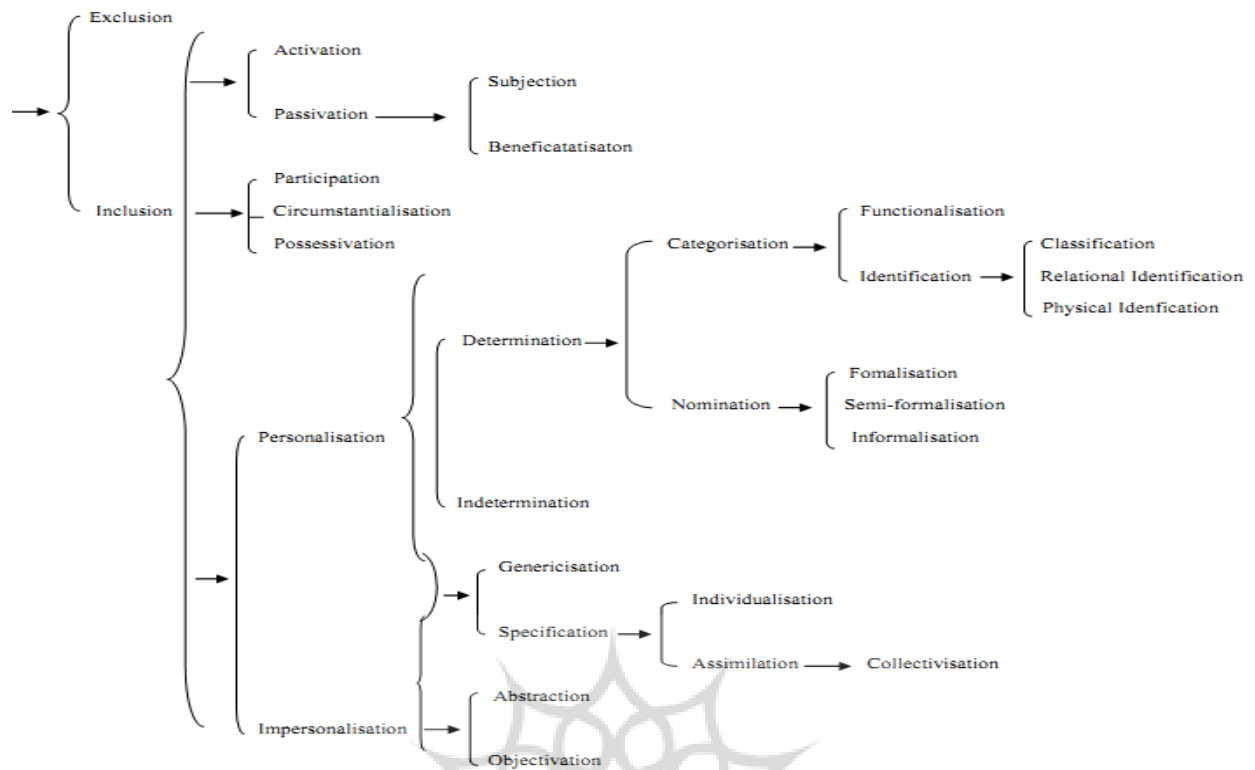 Exclusion
Activation
Subjection
Passivation
Beneficatatisaton
Participation
Inclusion
Circumstantialisation
Possessivation
Functionalisation
Categorisation
Classification
Identification
Relational Identification
Physical Idenfication
Determination
Fomalisation
Nomination
Semi-formalisation
Personalisation
Informalisation
Indetermination
Genericisation
Individualisation
Specification
Assimilation
Collectivisation
Abstraction
Impersonalisation
Objectivation